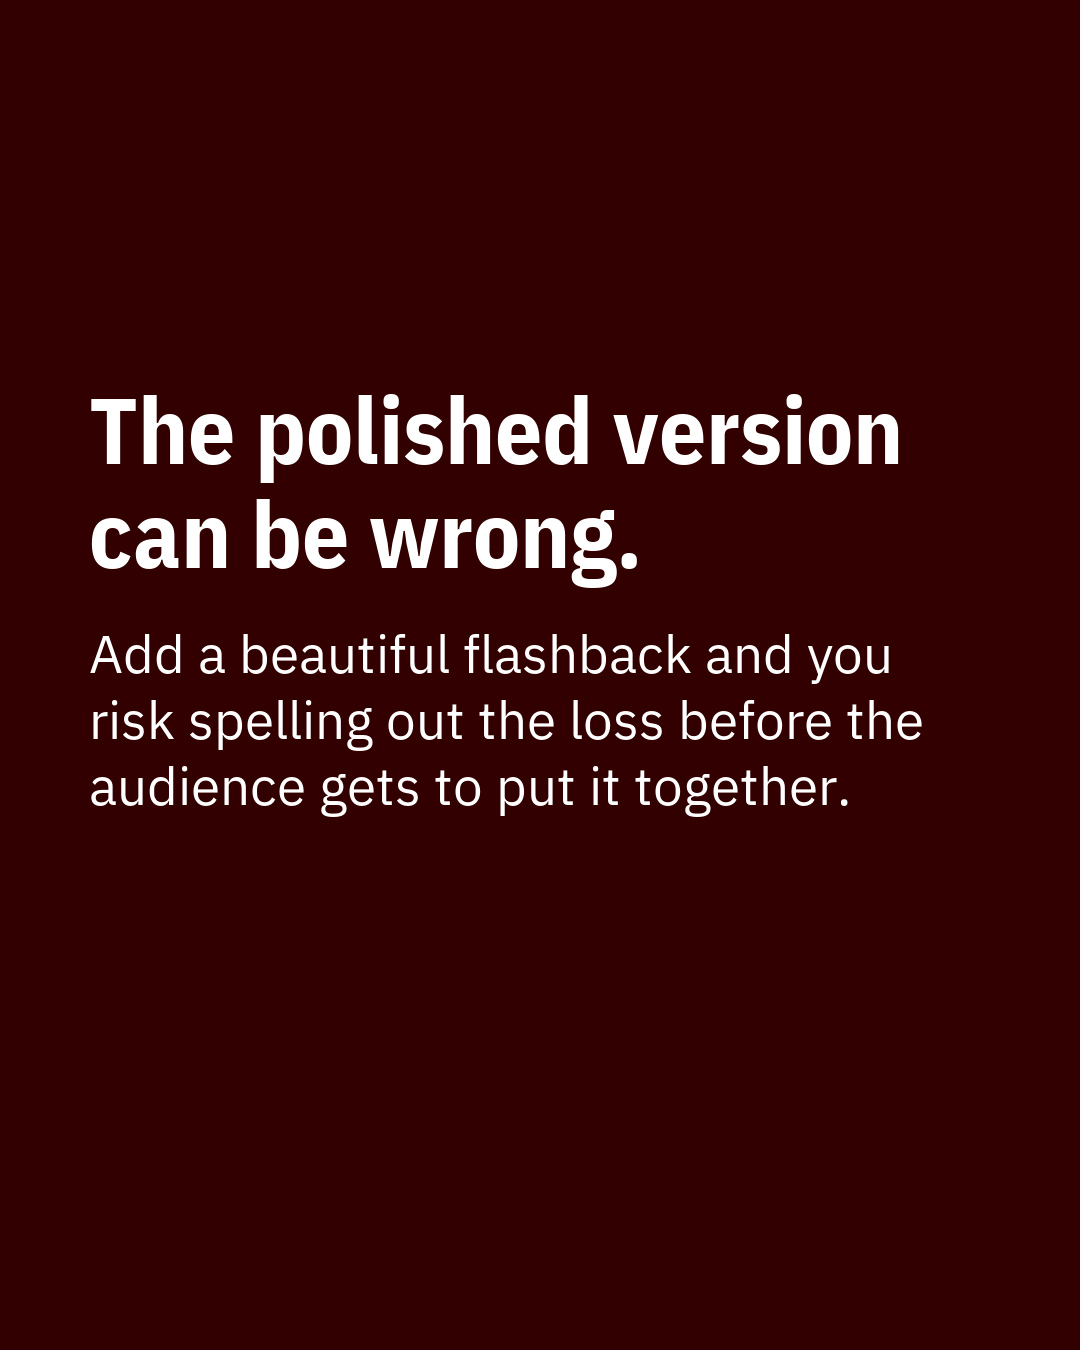 The polished version
can be wrong.
Add a beautiful flashback and you
risk spelling out the loss before the
audience gets to put it together.